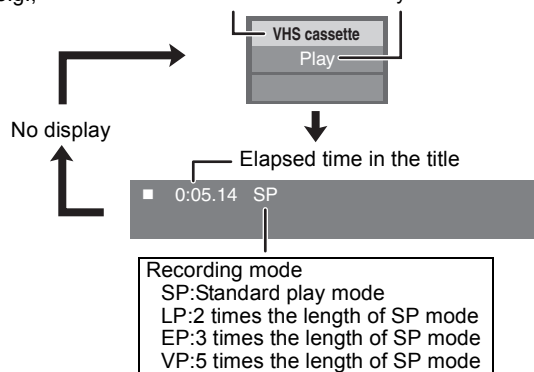 VHS cassette
Play
No display
Elapsed time in the title
0:05.14 SP
Recording mode
SP:Standard play mode
LP:2 times the length of SP mode
EP:3 times the length of SP mode
VP:5 times the length of SP mode